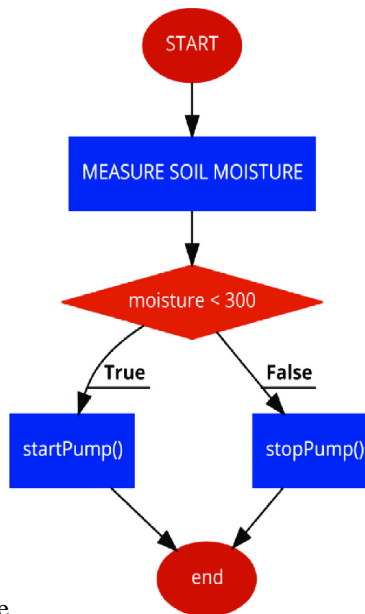 START
MEASURE SOIL MOISTURE
moisture < 300
True
False
startPump()
stopPump()
end
e